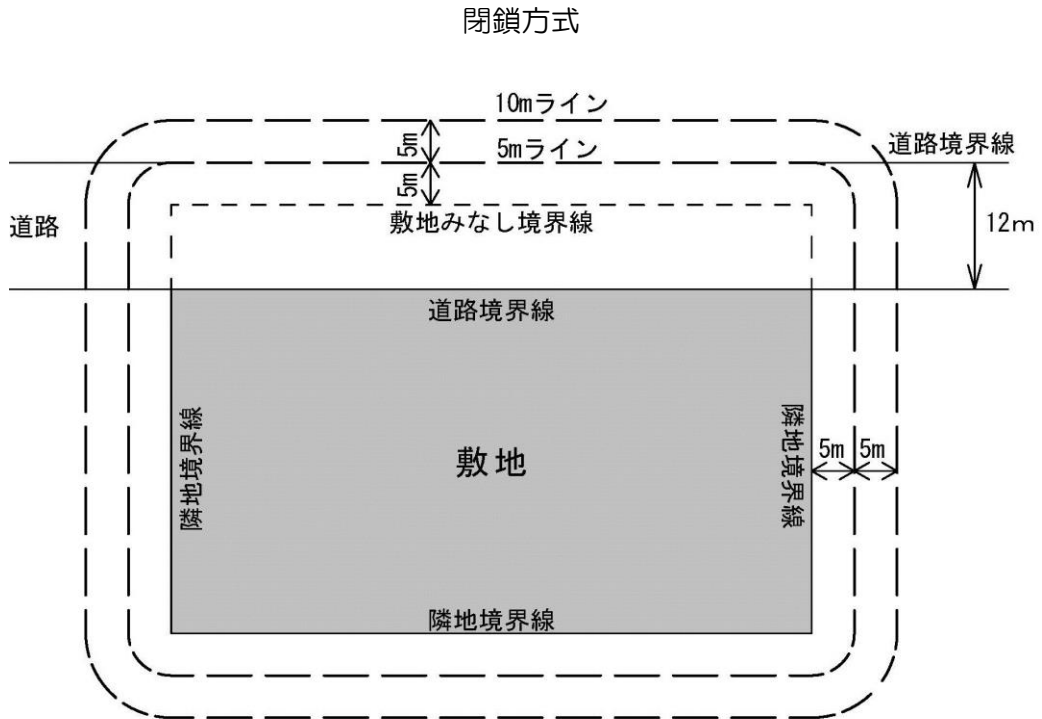 閉鎖方式
10mライン
5m
5mライン
道路境界線
5m
道路
敷地みなし境界線
12m
道路境界線
隣地境界線
敷地
隣地境界線
5m
5m
隣地境界線